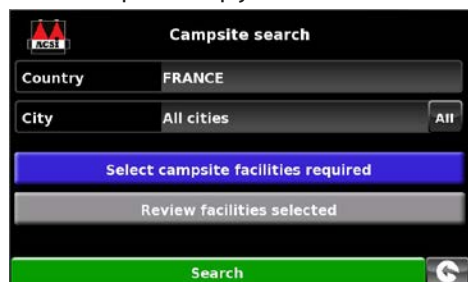 ACSI
Campsite search
Country FRANCE
City All cities All
Select campsite facilities required
Review facilities selected
Search